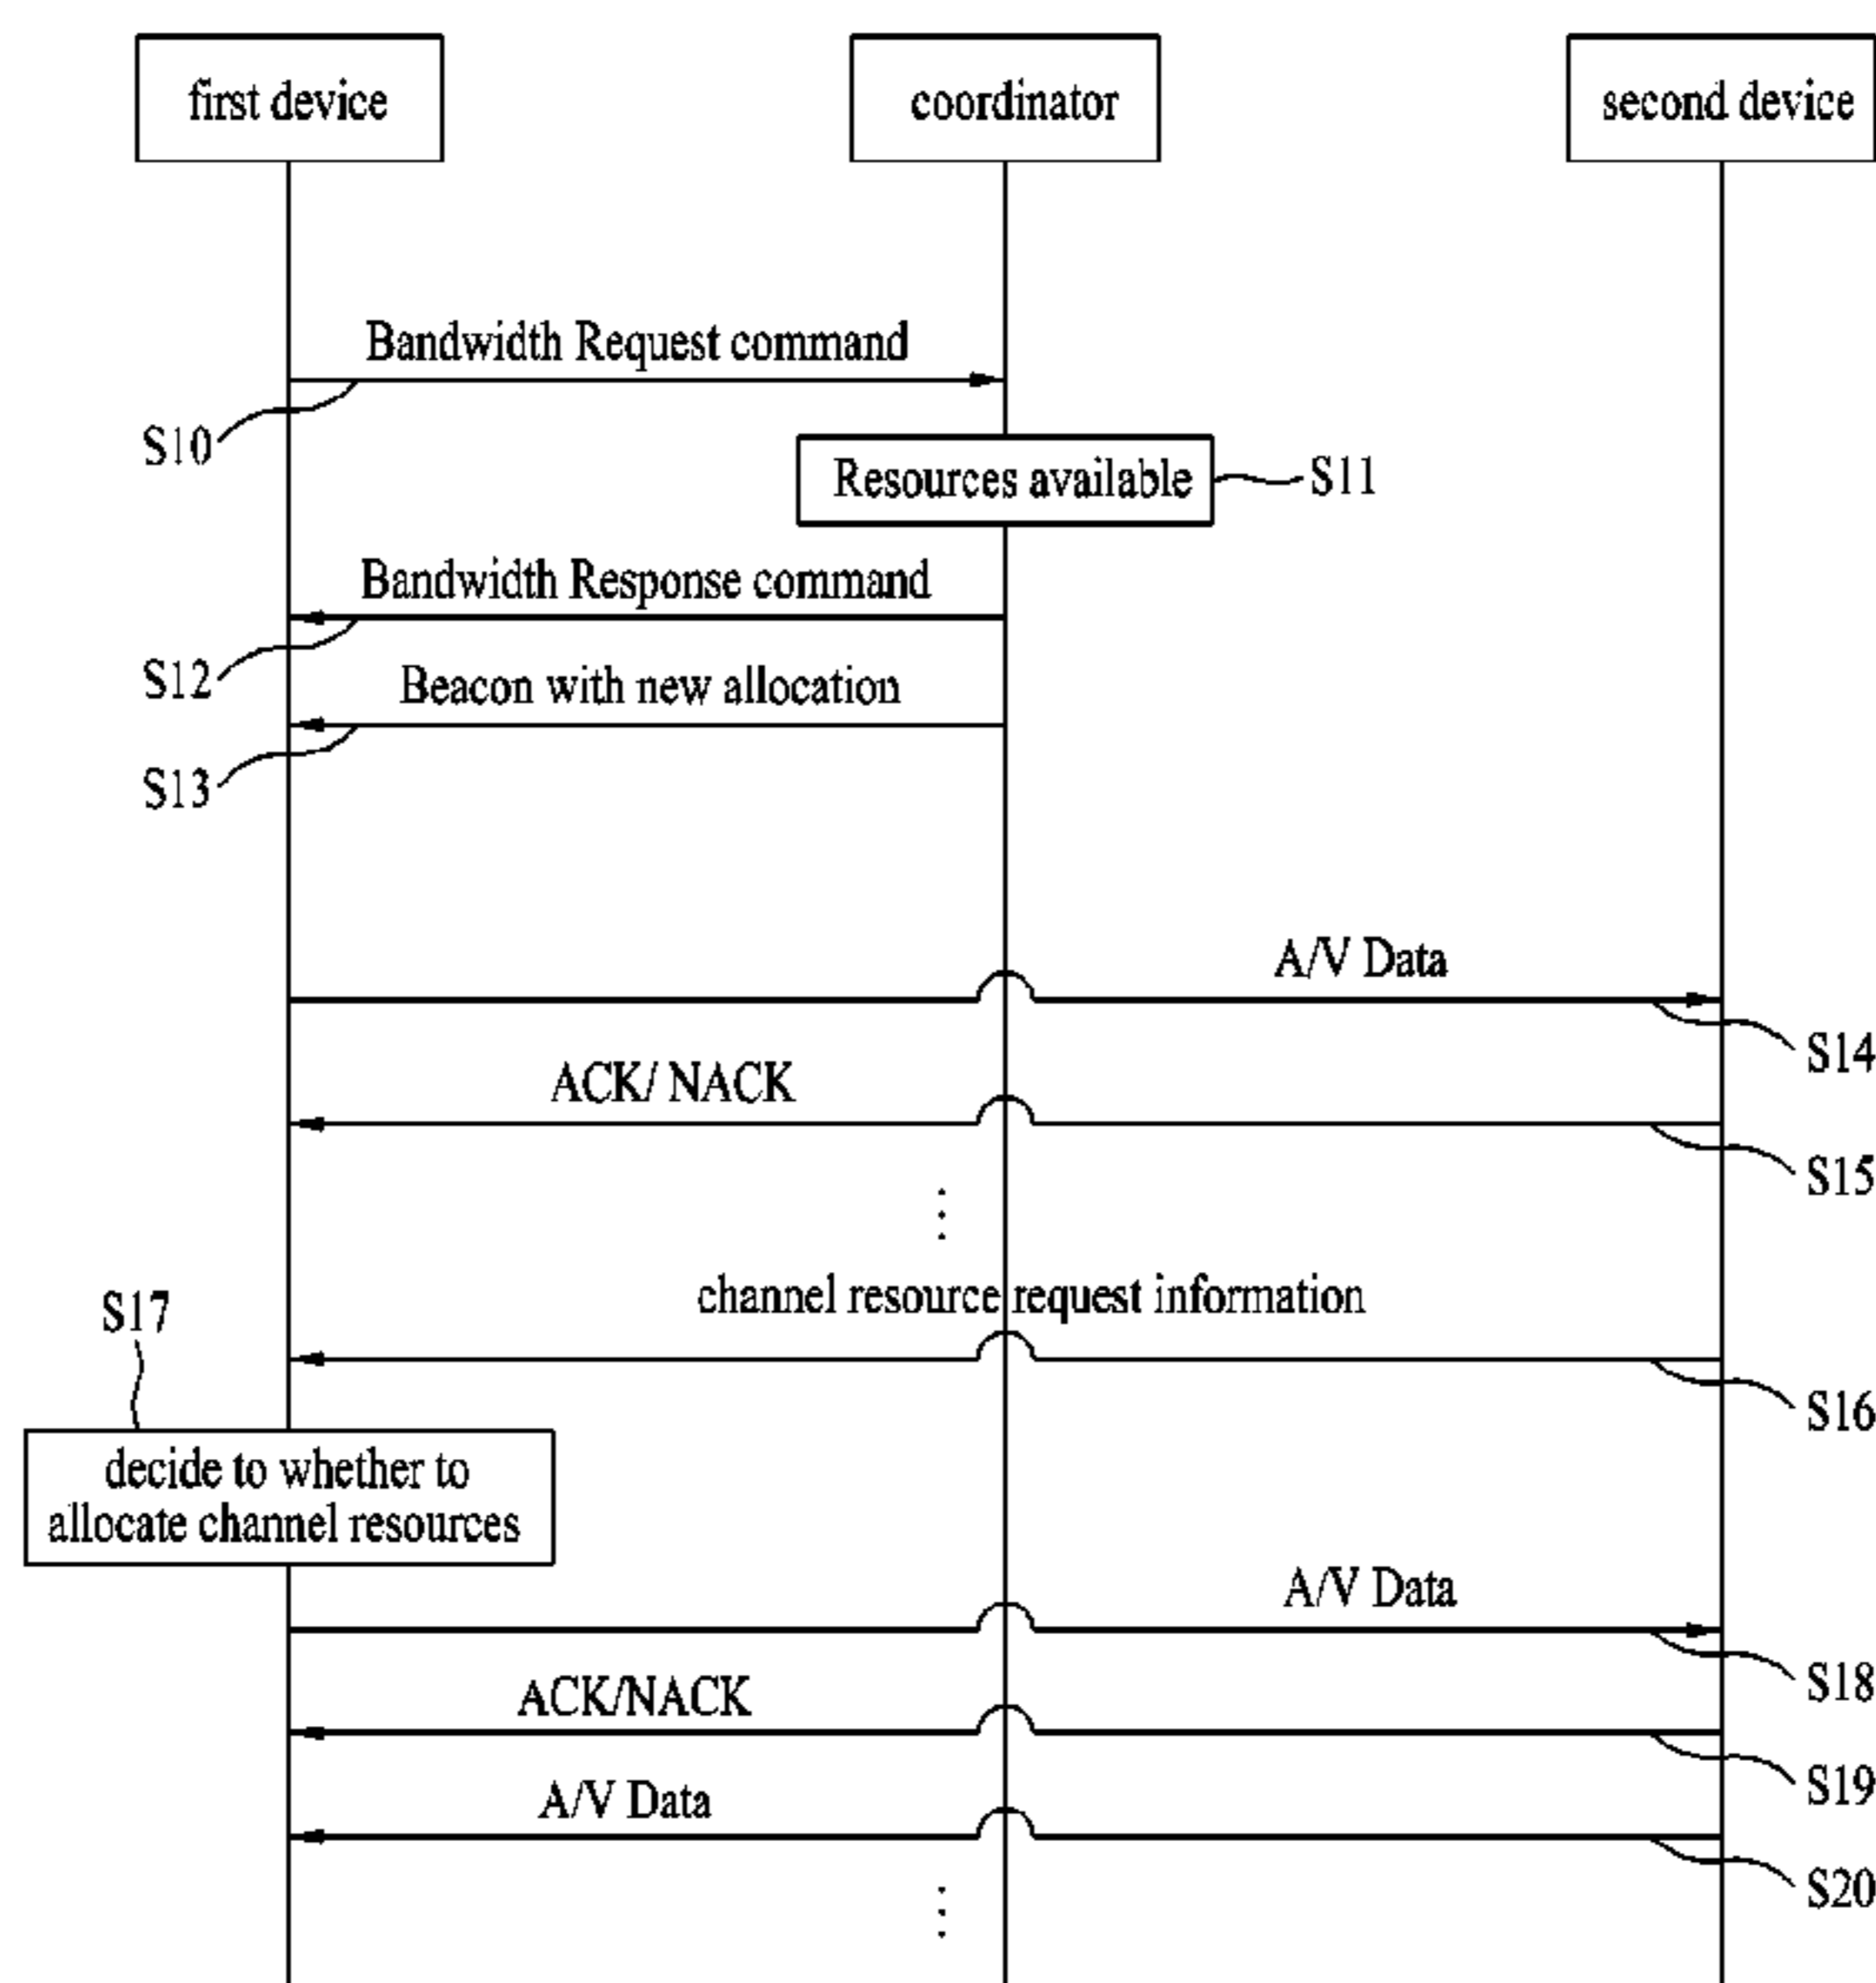 first device
coordinator
second device
Bandwidth Request command
S10
Resources available
S11
Bandwidth Response command
S12
Beacon with new allocation
S13
A/V Data
S14
ACK/ NACK
S15
channel resource request information
S16
S17
decide to whether to
allocate channel resources
A/V Data
S18
ACK/NACK
S19
A/V Data
S20